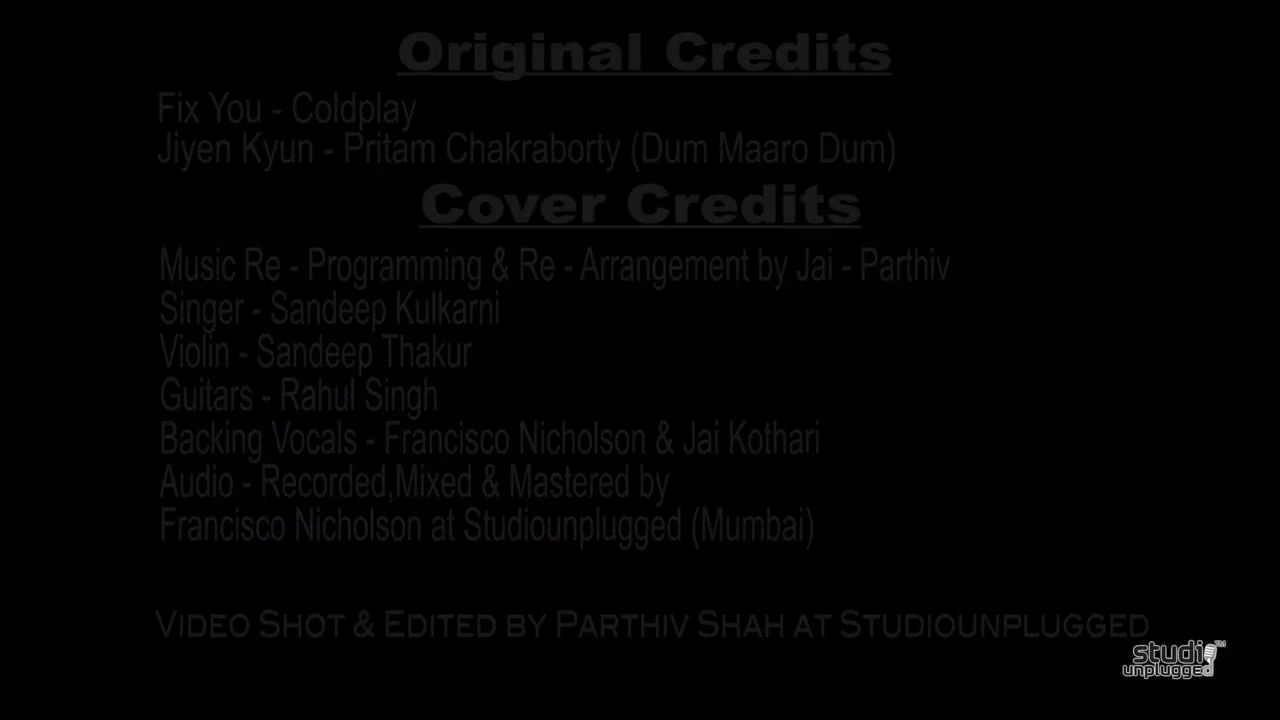 Original Credits
Fix You - Coldplay
Jiyen Kyun - Pritam Chakraborty (Dum Maaro Dum)
Cover Credits
Music Re - Programming & Re - Arrangement by Jai - Parthiv
Singer - Sandeep Kulkarni
Violin - Sandeep Thakur
Guitars - Rahul Singh
Backing Vocals - Francisco Nicholson & Jai Kothari
Audio - Recorded,Mixed & Mastered by
Francisco Nicholson at Studiounplugged (Mumbai)
Video Shot & Edited by Parthiv Shah at Studiounplugged
studio™
unplugged